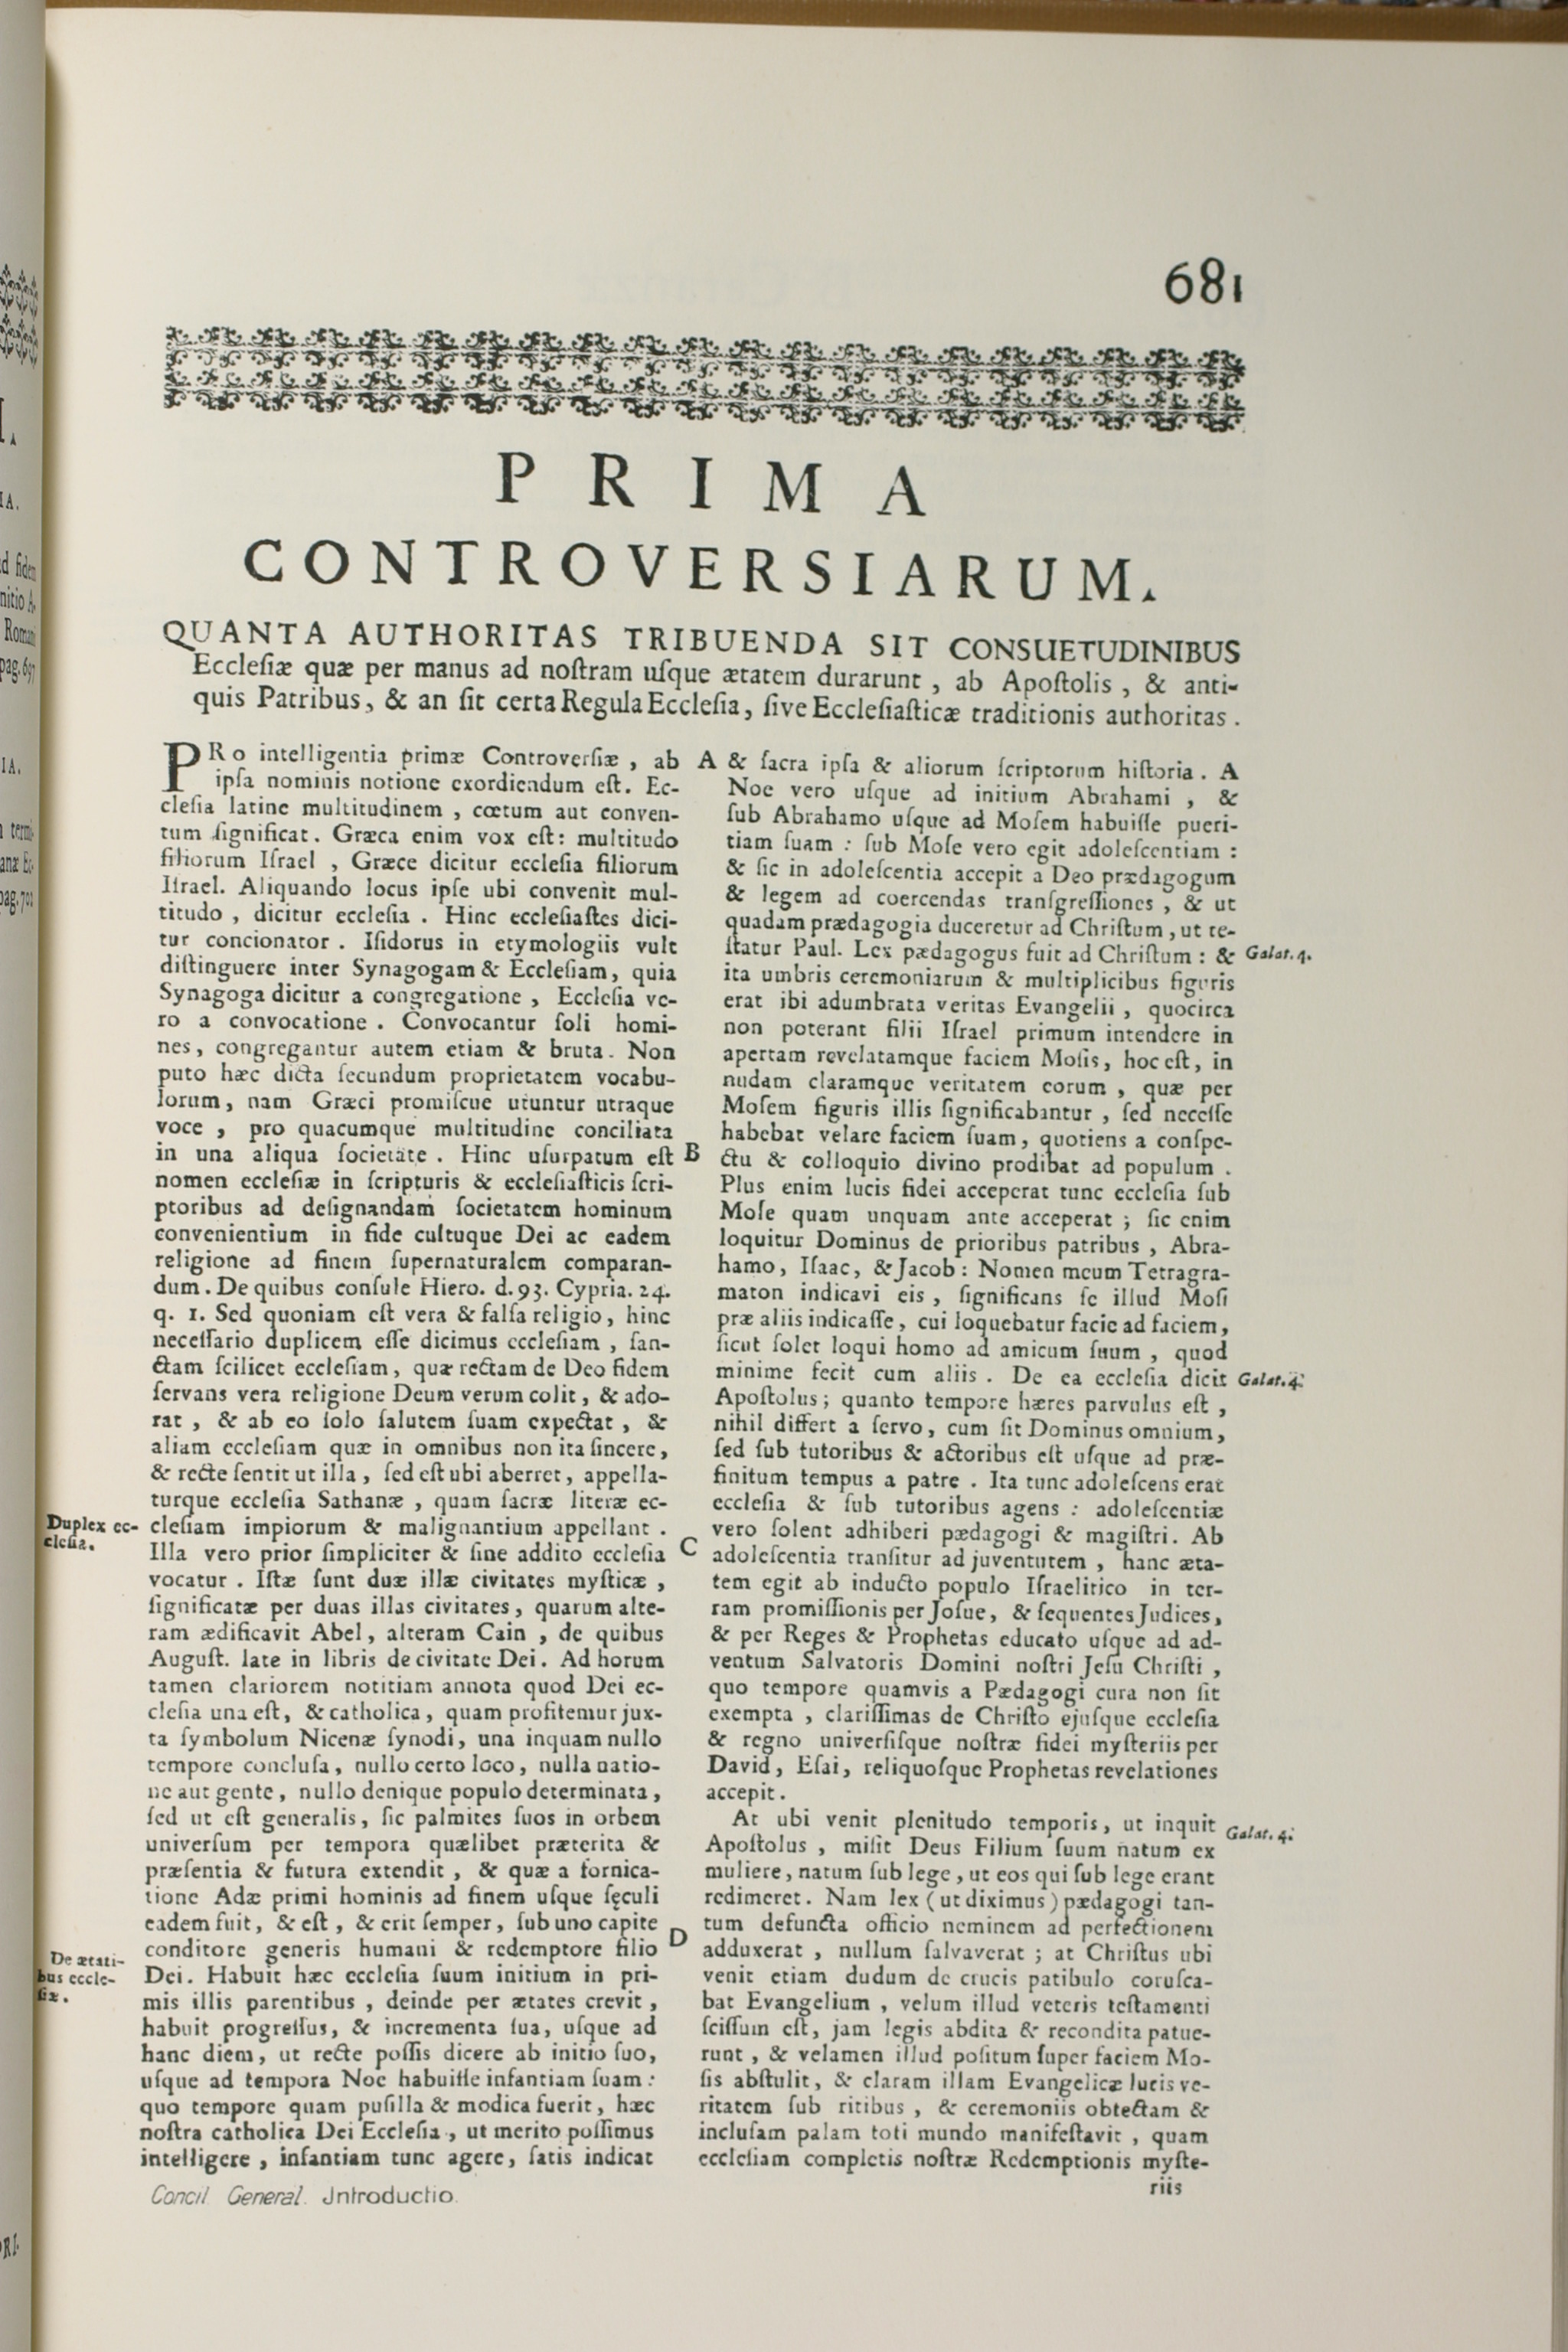 681
PRIMA
CONTROVERSIARUM.
QUANTA AUTHORITAS TRIBUENDA SIT CONSUETUDINIBUS
Eccleſiæ quæ per manus ad noſtram uſque ætatem durarunt, ab Apoſtolis, & anti-
quis Patribus, & an ſit certa Regula Eccleſia, ſive Eccleſiaſticæ traditionis authoritas.
PRo intelligentia primæ Controverſiæ, ab
ipſa nominis notione exordiendum eſt. Ec-
cleſia latine multitudinem, cœtum aut conven-
tum ſignificat. Græca enim vox eſt: multitudo
filiorum Iſrael, Græce dicitur eccleſia filiorum
Iſrael. Aliquando locus ipſe ubi convenit mul-
titudo, dicitur eccleſia. Hinc eccleſiaſtes dici-
tur concionator. Iſidorus in etymologiis vult
diſtinguere inter Synagogam & Eccleſiam, quia
Synagoga dicitur a congregatione, Eccleſia ve-
ro a convocatione. Convocantur ſoli homi-
nes, congregantur autem etiam & bruta. Non
puto hæc dicta ſecundum proprietatem vocabu-
lorum, nam Græci promiſcue utuntur utraque
voce, pro quacumque multitudine conciliata
in una aliqua ſocietate. Hinc uſurpatum eſt
nomen eccleſiæ in ſcripturis & eccleſiaſticis ſcri-
ptoribus ad deſignandam ſocietatem hominum
convenientium in fide cultuque Dei ac eadem
religione ad finem ſupernaturalem comparan-
dum. De quibus conſule Hiero. d. 93. Cypria. 24.
q. 1. Sed quoniam eſt vera & falſa religio, hinc
neceſſario duplicem eſſe dicimus eccleſiam, ſan-
ctam ſcilicet eccleſiam, quæ rectam de Deo fidem
ſervans vera religione Deum verum colit, & ado-
rat, & ab eo ſolo ſalutem ſuam expectat, &
aliam eccleſiam quæ in omnibus non ita ſincere,
& recte ſentit ut illa, ſed eſt ubi aberret, appella-
turque eccleſia Sathanæ, quam ſacræ literæ ec-
cleſiam impiorum & malignantium appellant.
Illa vero prior ſimpliciter & ſine addito eccleſia
vocatur. Iſtæ ſunt duæ illæ civitates myſticæ,
ſignificatæ per duas illas civitates, quarum alte-
ram ædificavit Abel, alteram Cain, de quibus
Auguſt. late in libris de civitate Dei. Ad horum
tamen clariorem notitiam annota quod Dei ec-
cleſia una eſt, & catholica, quam profitemur jux-
ta ſymbolum Nicenæ ſynodi, una inquam nullo
tempore concluſa, nullo certo loco, nulla natio-
ne aut gente, nullo denique populo determinata,
ſed ut eſt generalis, ſic palmites ſuos in orbem
univerſum per tempora quælibet præterita &
præſentia & futura extendit, & quæ a fornica-
tione Adæ primi hominis ad finem uſque ſęculi
eadem fuit, & eſt, & erit ſemper, ſub uno capite
conditore generis humani & redemptore filio
Dei. Habuit hæc eccleſia ſuum initium in pri-
mis illis parentibus, deinde per ætates crevit,
habuit progreſſus, & incrementa ſua, uſque ad
hanc diem, ut recte poſſis dicere ab initio ſuo,
uſque ad tempora Noe habuiſſe infantiam ſuam:
quo tempore quam puſilla & modica fuerit, hæc
noſtra catholica Dei Eccleſia, ut merito poſſimus
intelligere, infantiam tunc agere, ſatis indicat
Duplex ec-
cleſia.
De ætati-
bus eccle-
ſiæ.
A
B
C
D
& ſacra ipſa & aliorum ſcriptorum hiſtoria. A
Noe vero uſque ad initium Abrahami, &
ſub Abrahamo uſque ad Moſem habuiſſe pueri-
tiam ſuam: ſub Moſe vero egit adoleſcentiam:
& ſic in adoleſcentia accepit a Deo prædagogum
& legem ad coercendas tranſgreſſiones, & ut
quadam prædagogia duceretur ad Chriſtum, ut te-
ſtatur Paul. Lex pædagogus fuit ad Chriſtum: &
ita umbris ceremoniarum & multiplicibus figuris
erat ibi adumbrata veritas Evangelii, quocirca
non poterant filii Iſrael primum intendere in
apertam revelatamque faciem Moſis, hoc eſt, in
nudam claramque veritatem eorum, quæ per
Moſem figuris illis ſignificabantur, ſed neceſſe
habebat velare faciem ſuam, quotiens a conſpe-
ctu & colloquio divino prodibat ad populum.
Plus enim lucis fidei acceperat tunc eccleſia ſub
Moſe quam unquam ante acceperat; ſic enim
loquitur Dominus de prioribus patribus, Abra-
hamo, Iſaac, & Jacob: Nomen meum Tetragra-
maton indicavi eis, ſignificans ſe illud Moſi
præ aliis indicaſſe, cui loquebatur facie ad faciem,
ſicut ſolet loqui homo ad amicum ſuum, quod
minime fecit cum aliis. De ea eccleſia dicit
Apoſtolus; quanto tempore hæres parvulus eſt,
nihil differt a ſervo, cum ſit Dominus omnium,
ſed ſub tutoribus & actoribus eſt uſque ad præ-
finitum tempus a patre. Ita tunc adoleſcens erat
eccleſia & ſub tutoribus agens: adoleſcentiæ
vero ſolent adhiberi pædagogi & magiſtri. Ab
adoleſcentia tranſitur ad juventutem, hanc æta-
tem egit ab inducto populo Iſraelitico in ter-
ram promiſſionis per Joſue, & ſequentes Judices,
& per Reges & Prophetas educato uſque ad ad-
ventum Salvatoris Domini noſtri Jeſu Chriſti,
quo tempore quamvis a Pædagogi cura non ſit
exempta, clariſſimas de Chriſto ejuſque eccleſia
& regno univerſiſque noſtræ fidei myſteriis per
David, Eſai, reliquoſque Prophetas revelationes
accepit.
At ubi venit plenitudo temporis, ut inquit
Apoſtolus, miſit Deus Filium ſuum natum ex
muliere, natum ſub lege, ut eos qui ſub lege erant
redimeret. Nam lex (ut diximus) pædagogi tan-
tum defuncta officio neminem ad perfectionem
adduxerat, nullum ſalvaverat; at Chriſtus ubi
venit etiam dudum de crucis patibulo coruſca-
bat Evangelium, velum illud veteris teſtamenti
ſciſſum eſt, jam legis abdita & recondita patue-
runt, & velamen illud poſitum ſuper faciem Mo-
ſis abſtulit, & claram illam Evangelicæ lucis ve-
ritatem ſub ritibus, & ceremoniis obtectam &
incluſam palam toti mundo manifeſtavit, quam
eccleſiam completis noſtræ Redemptionis myſte-
riis
Galat. 4.
Galat. 4.
Galat. 4.
Concil. General. Introductio.